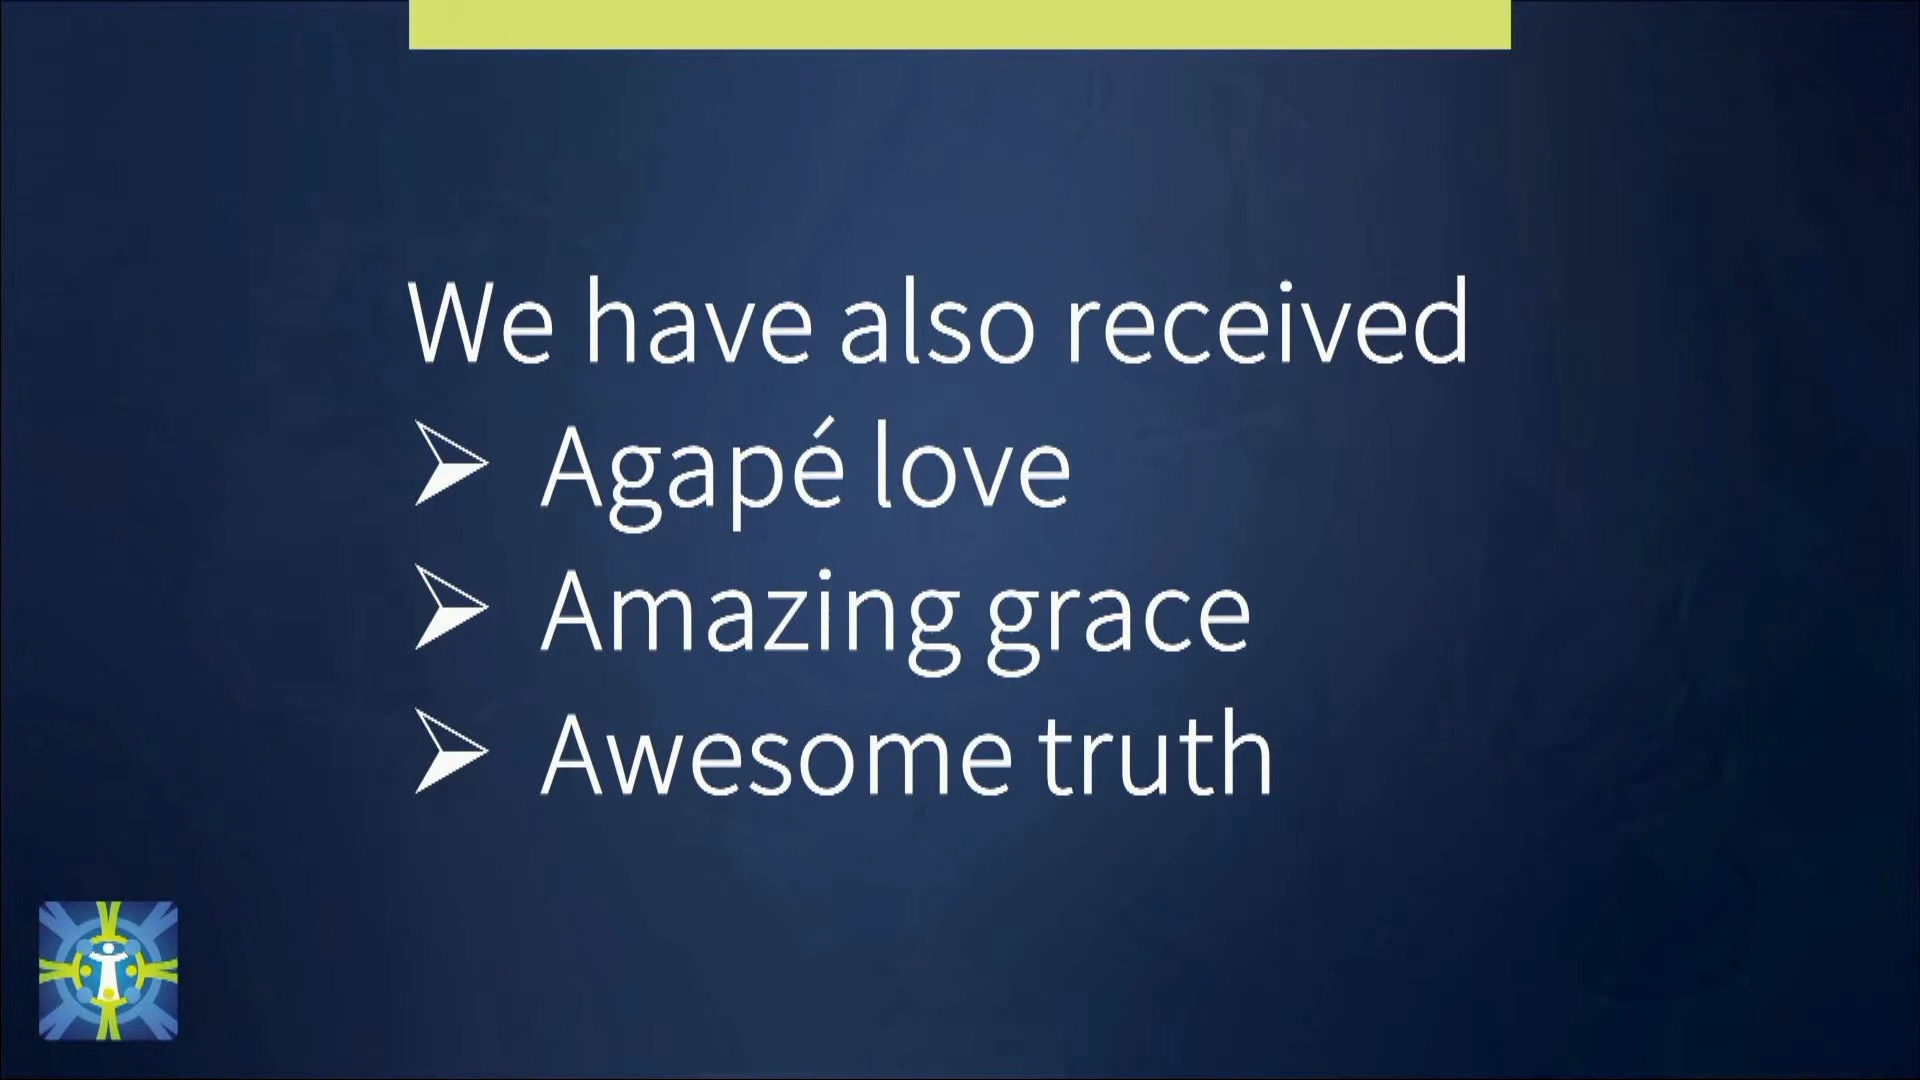 We have also received
➢ Agapé love
➢ Amazing grace
➢ Awesome truth